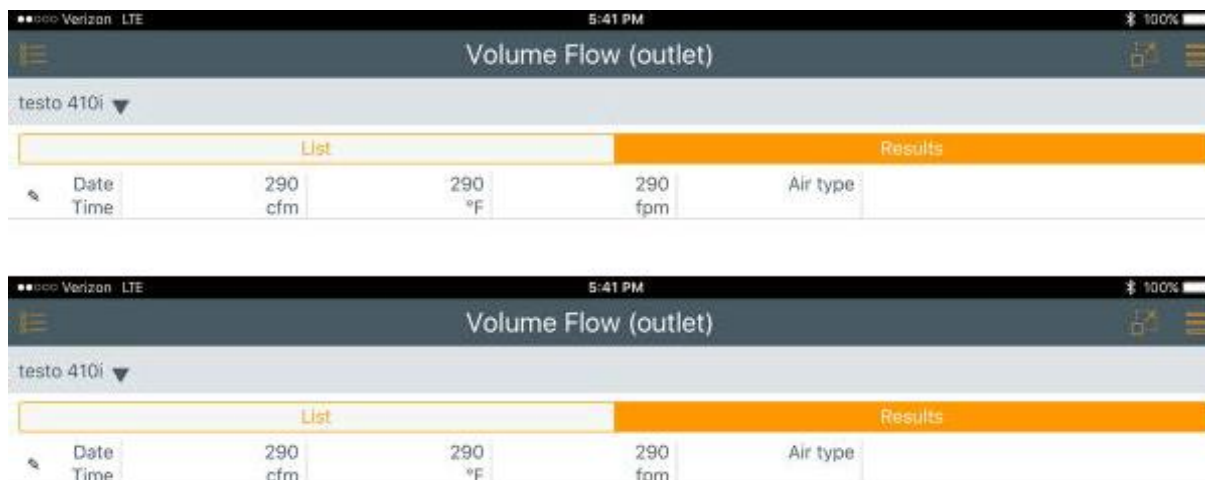 Verizon LTE 5:41 PM 100%
Volume Flow (outlet)
testo 410i
List Results
Date 290 290 290 Air type
Time cfm °F fpm
Verizon LTE 5:41 PM 100%
Volume Flow (outlet)
testo 410i
List Results
Date 290 290 290 Air type
Time cfm °F fpm